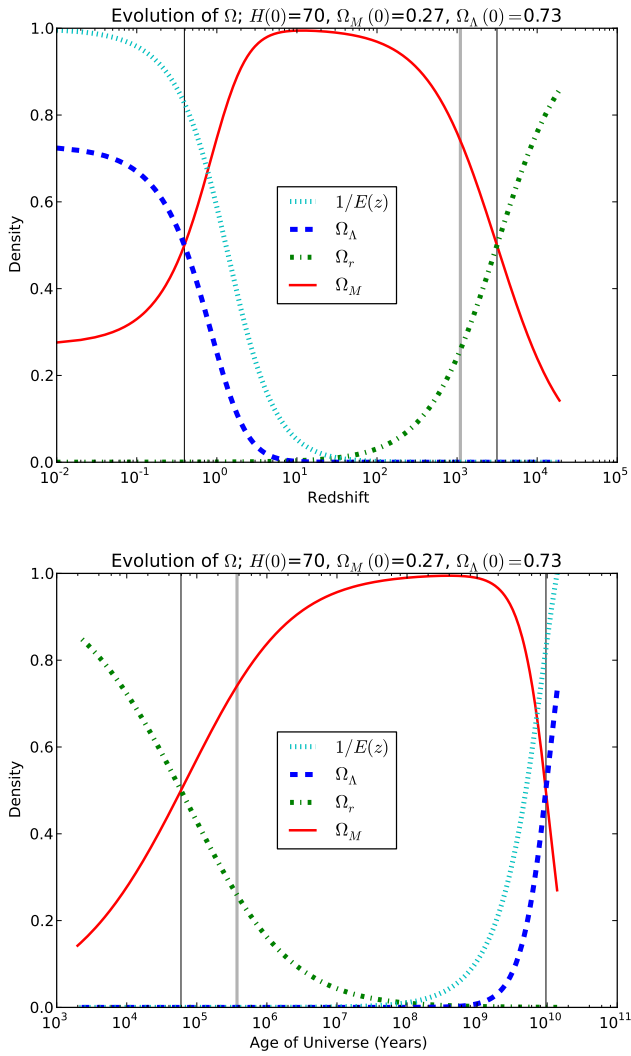 Evolution of Ω; H(0)=70, Ω_M(0)=0.27, Ω_Λ(0)=0.73
1.0
0.8
0.6
0.4
0.2
0.0
Density
1/E(z)
Ω_Λ
Ω_r
Ω_M
10^-2 10^-1 10^0 10^1 10^2 10^3 10^4 10^5
Redshift
Evolution of Ω; H(0)=70, Ω_M(0)=0.27, Ω_Λ(0)=0.73
1.0
0.8
0.6
0.4
0.2
0.0
Density
1/E(z)
Ω_Λ
Ω_r
Ω_M
10^3 10^4 10^5 10^6 10^7 10^8 10^9 10^10 10^11
Age of Universe (Years)